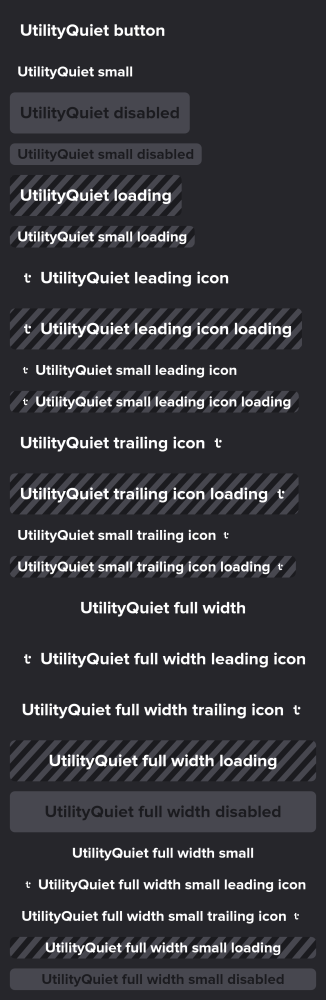 UtilityQuiet button
UtilityQuiet small
UtilityQuiet disabled
UtilityQuiet small disabled
UtilityQuiet loading
UtilityQuiet small loading
UtilityQuiet leading icon
UtilityQuiet leading icon loading
UtilityQuiet small leading icon
UtilityQuiet small leading icon loading
UtilityQuiet trailing icon
UtilityQuiet trailing icon loading
UtilityQuiet small trailing icon
UtilityQuiet small trailing icon loading
UtilityQuiet full width
UtilityQuiet full width leading icon
UtilityQuiet full width trailing icon
UtilityQuiet full width loading
UtilityQuiet full width disabled
UtilityQuiet full width small
UtilityQuiet full width small leading icon
UtilityQuiet full width small trailing icon
UtilityQuiet full width small loading
UtilityQuiet full width small disabled